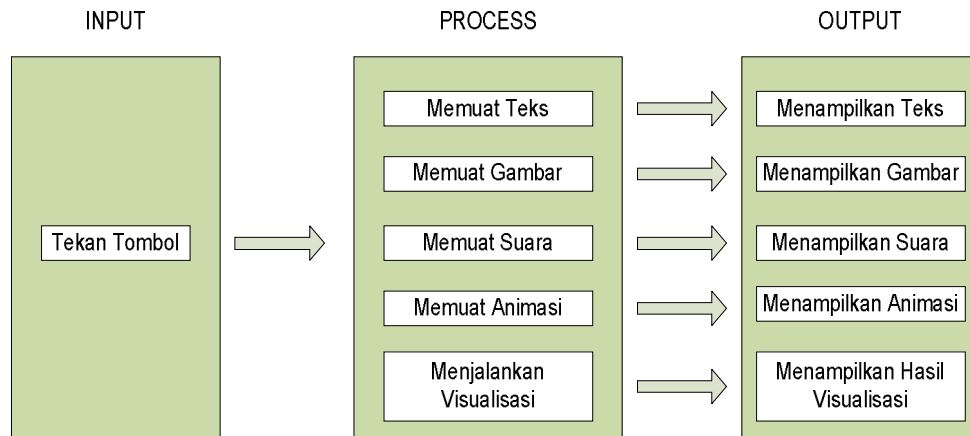 INPUT
PROCESS
OUTPUT
Tekan Tombol
Memuat Teks
Memuat Gambar
Memuat Suara
Memuat Animasi
Menjalankan
Visualisasi
Menampilkan Teks
Menampilkan Gambar
Menampilkan Suara
Menampilkan Animasi
Menampilkan Hasil
Visualisasi